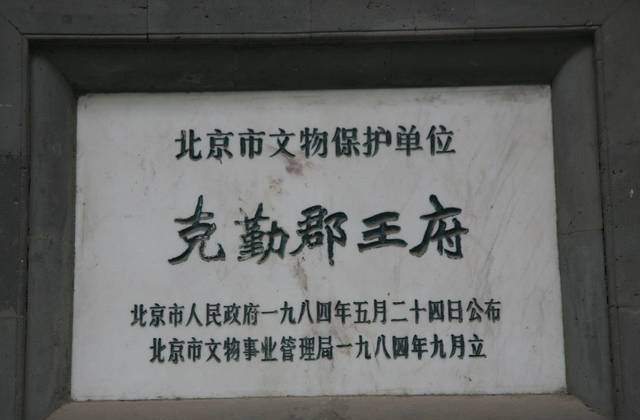 北京市文物保护单位
克勤郡王府
北京市人民政府一九八四年五月二十四日公布
北京市文物事业管理局一九八四年九月立